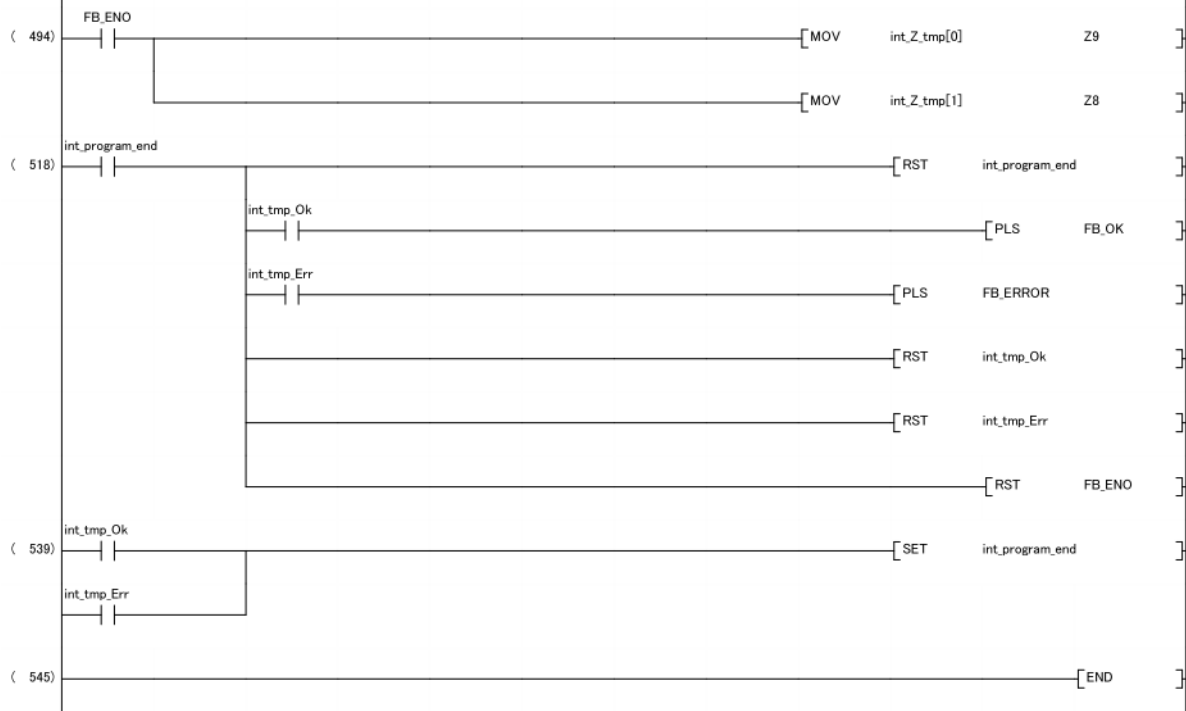 FB_ENO
( 494) MOV int_Z_tmp[0] Z9
MOV int_Z_tmp[1] Z8
int_program_end
( 518) RST int_program_end
int_tmp_Ok
PLS FB_OK
int_tmp_Err
PLS FB_ERROR
RST int_tmp_Ok
RST int_tmp_Err
RST FB_ENO
int_tmp_Ok
( 539) SET int_program_end
int_tmp_Err
( 545) END